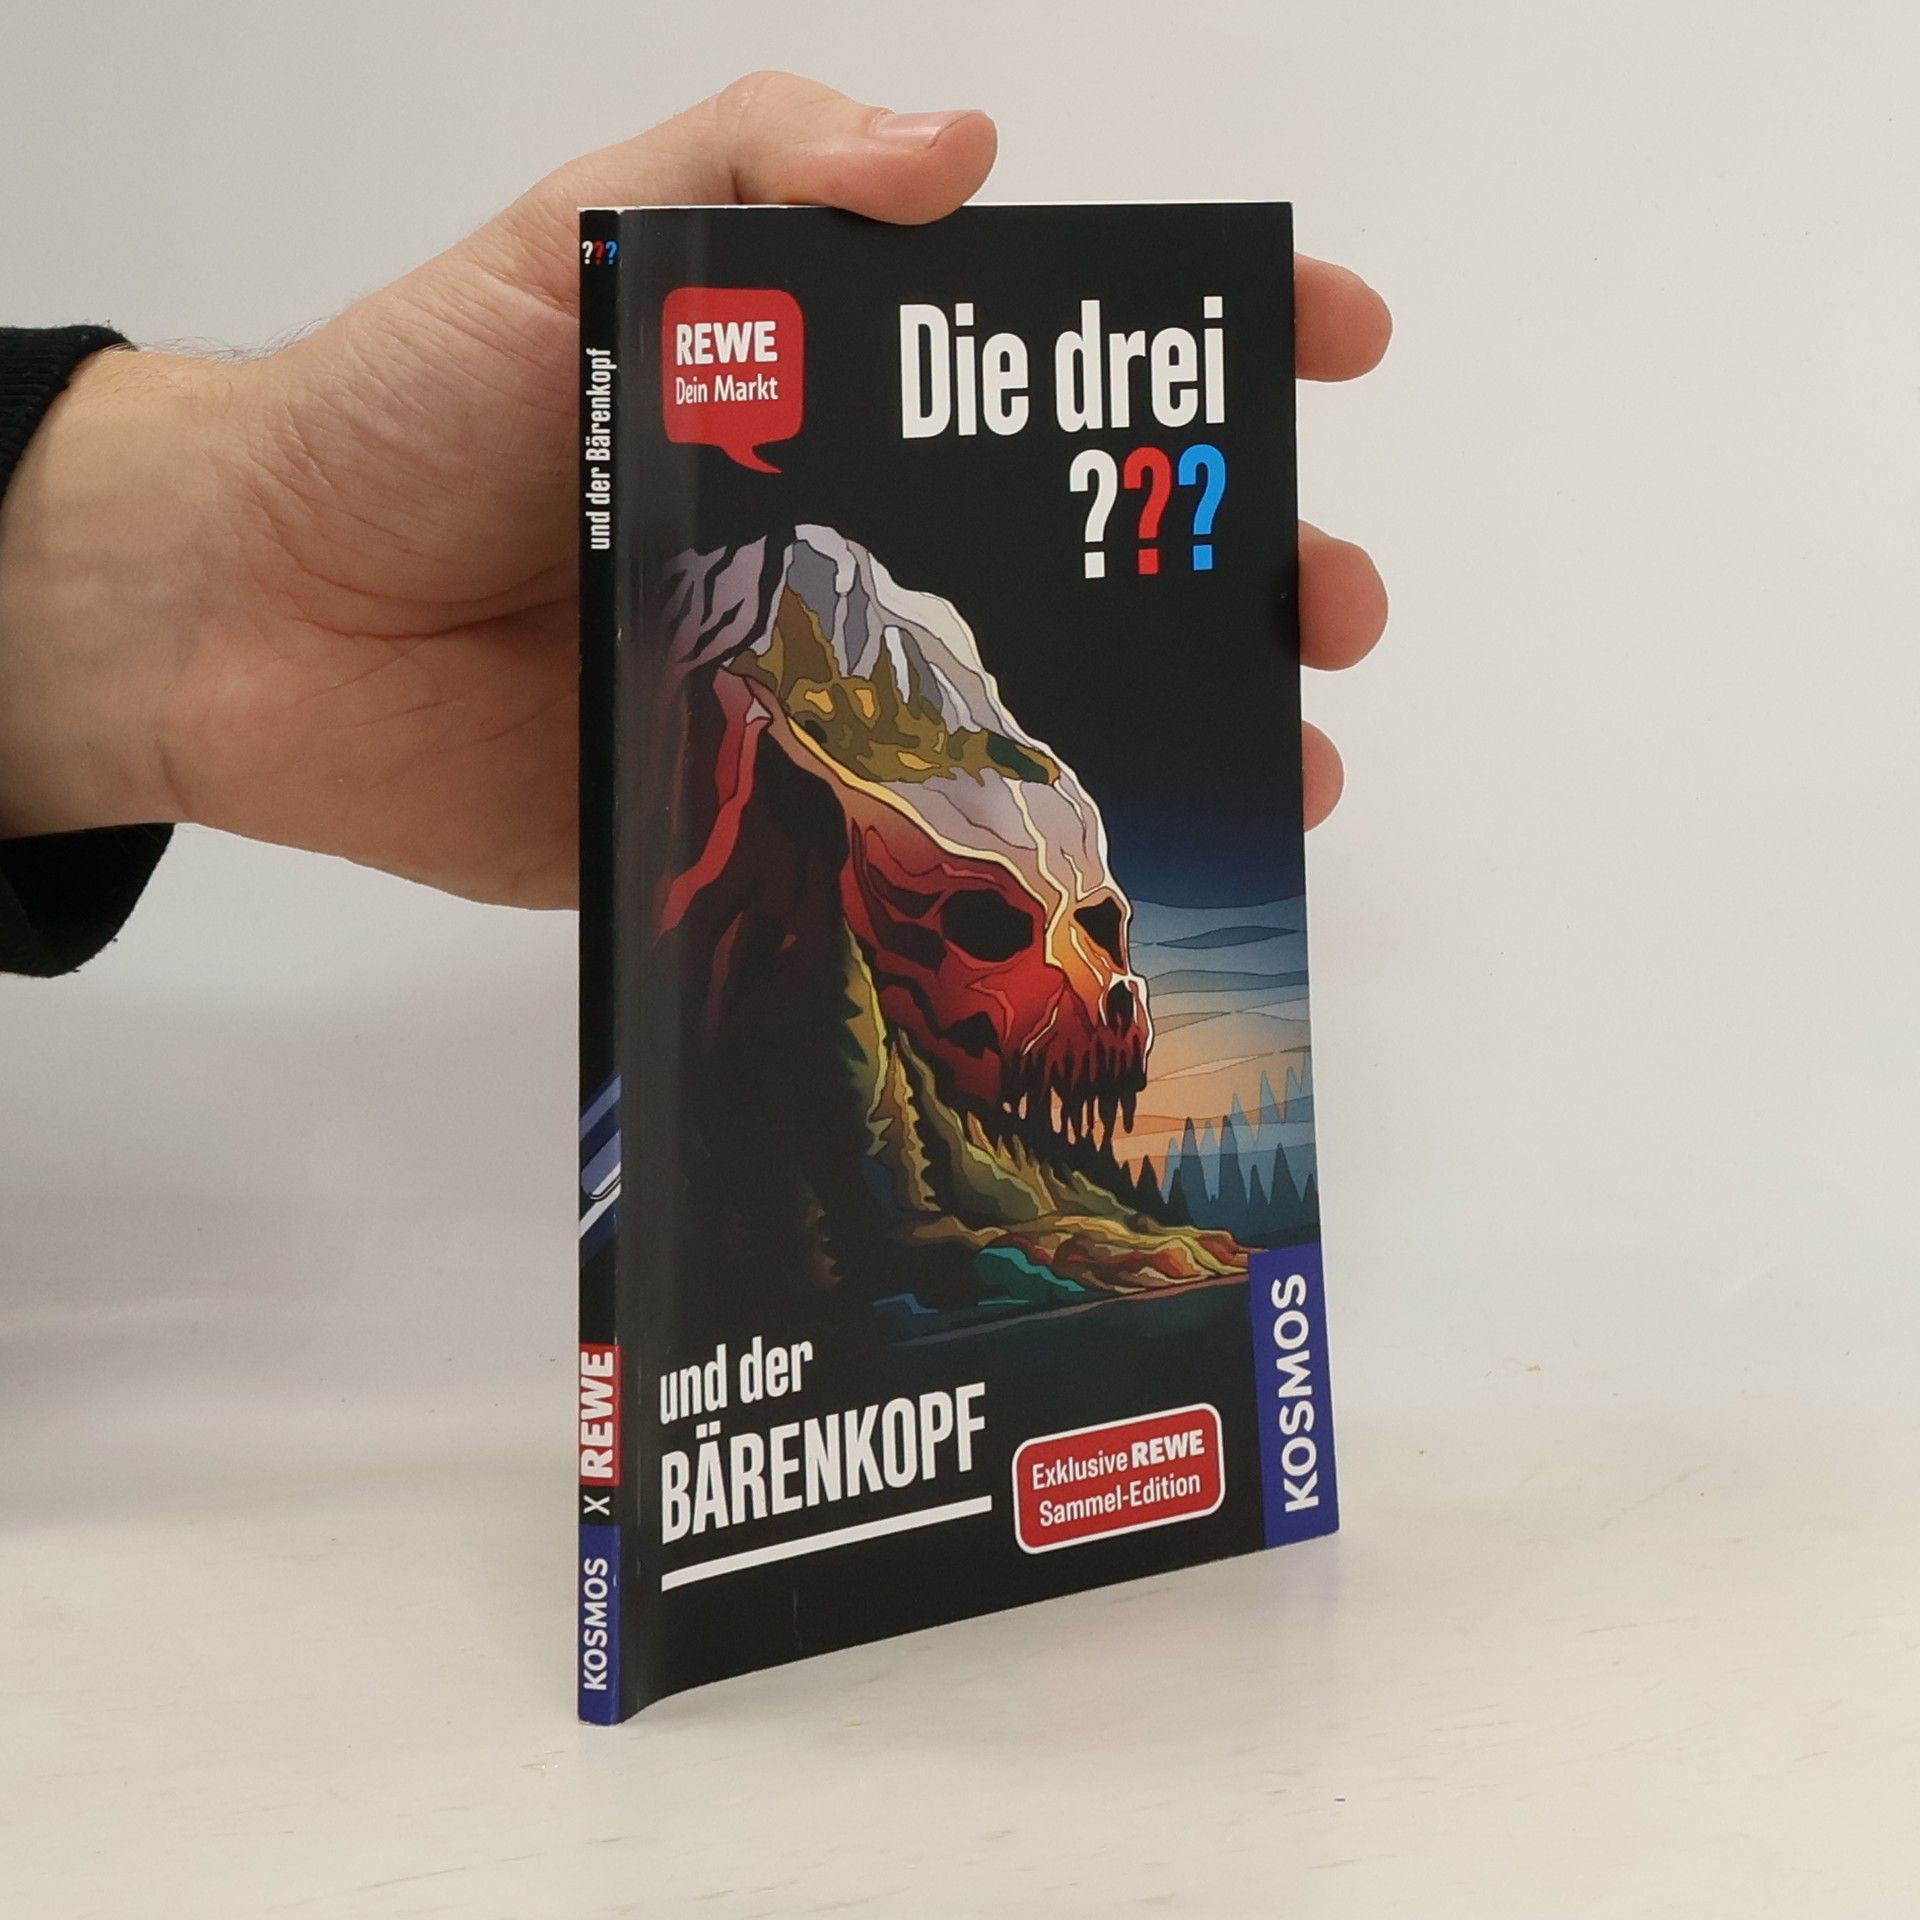 ???
und der Bärenkopf
X REWE
KOSMOS
REWE
Dein Markt
Die drei
???
und der
BÄRENKOPF
Exklusive REWE
Sammel-Edition
KOSMOS